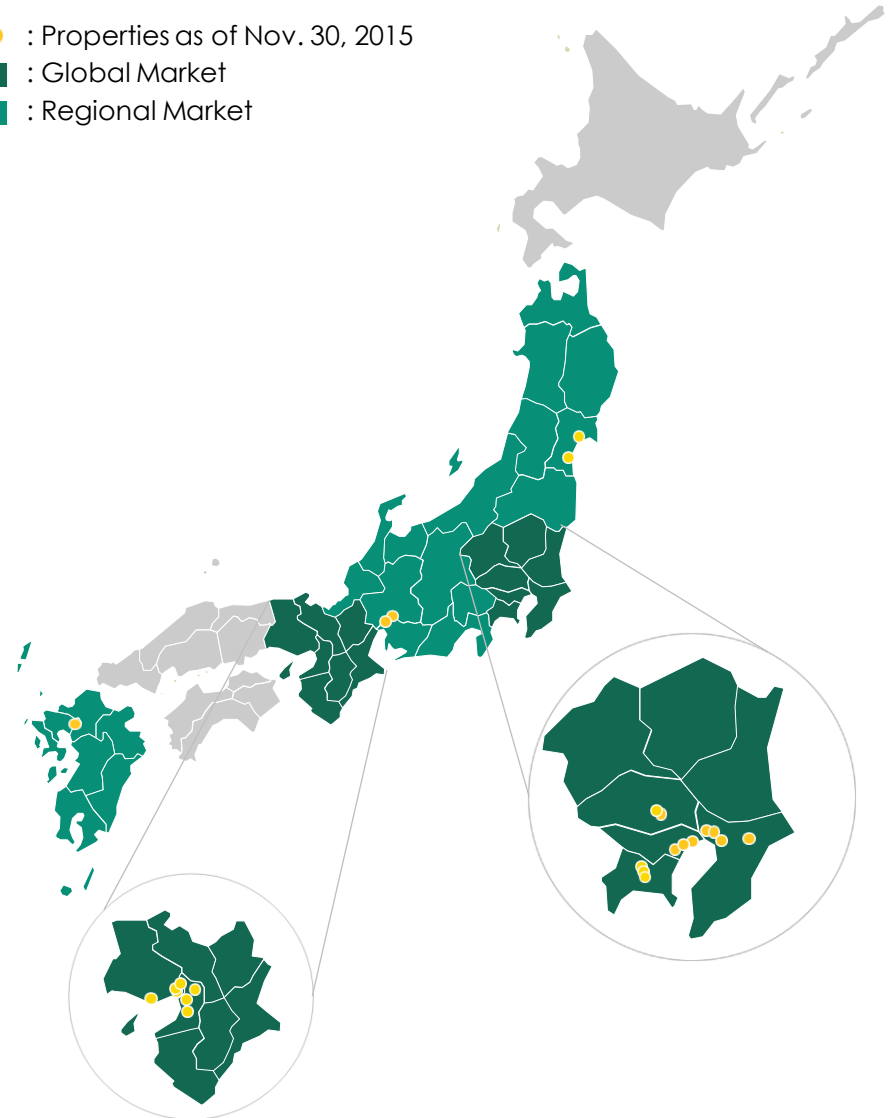 : Properties as of Nov. 30, 2015
: Global Market
: Regional Market